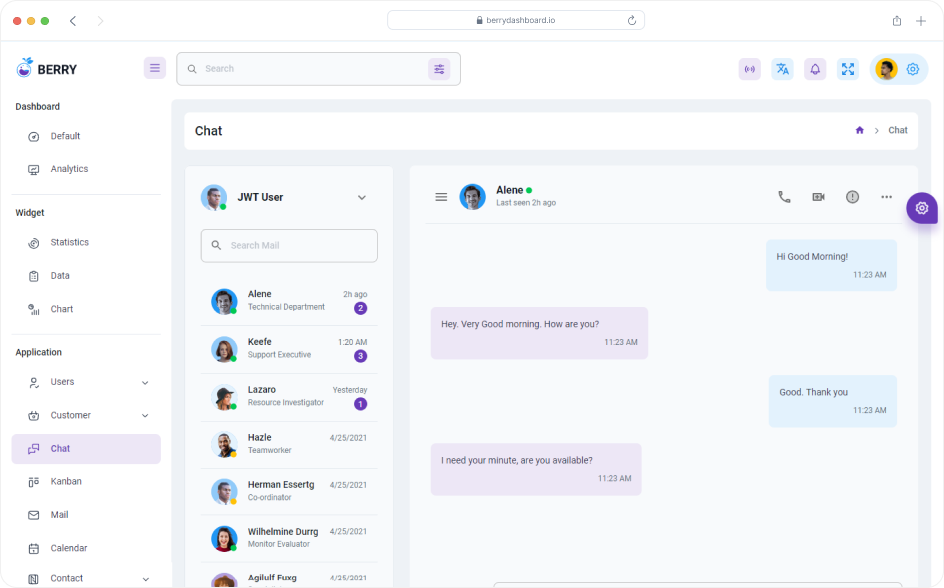 berrydashboard.io
BERRY
Search
Dashboard
Default
Analytics
Widget
Statistics
Data
Chart
Application
Users
Customer
Chat
Kanban
Mail
Calendar
Contact
Chat
Chat
JWT User
Search Mail
Alene 2h ago
Technical Department 2
Keefe 1:20 AM
Support Executive 3
Lazaro Yesterday
Resource Investigator 1
Hazle 4/25/2021
Teamworker
Herman Essertg 4/25/2021
Co-ordinator
Wilhelmine Durrg 4/25/2021
Monitor Evaluator
Agilulf Fuxg 4/25/2021
Alene
Last seen 2h ago
Hi Good Morning!
11:23 AM
Hey. Very Good morning. How are you?
11:23 AM
Good. Thank you
11:23 AM
I need your minute, are you available?
11:23 AM